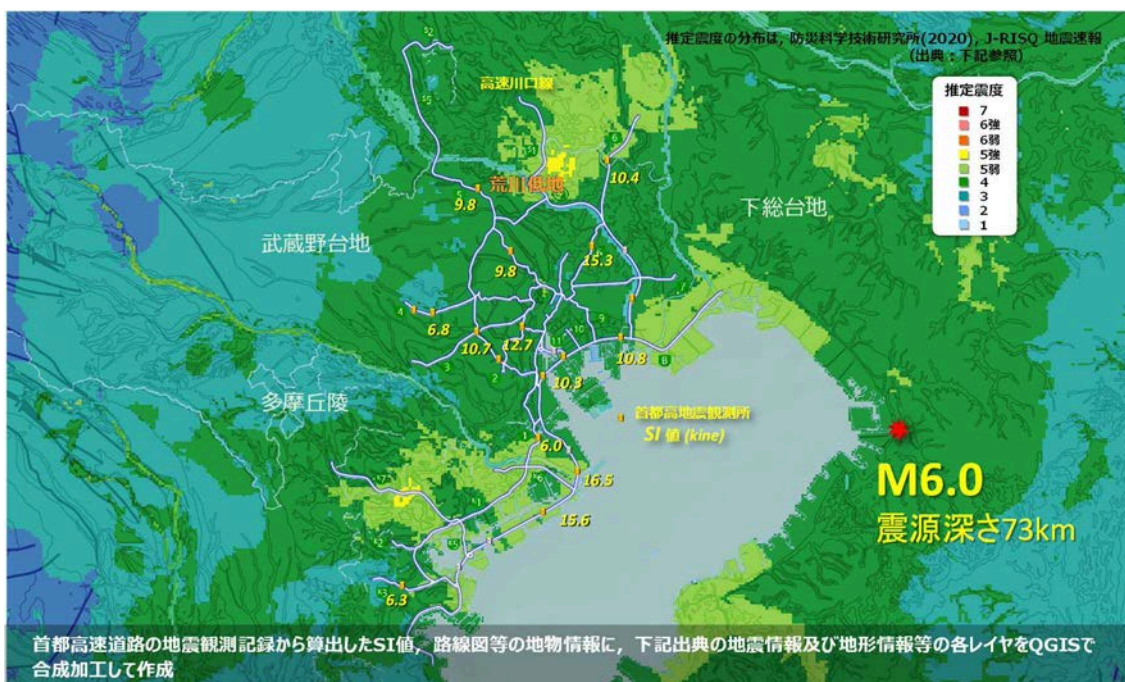 推定震度の分布は, 防災科学技術研究所(2020), J-RISQ 地震速報
(出典:下記参照)
高速川口線
推定震度
7
6強
6弱
5強
5弱
4
3
2
1
荒川低地
10.4
9.8
下総台地
武蔵野台地
9.8
15.3
6.8
10.7
12.7
10.8
10.3
多摩丘陵
首都高地震観測所
SI 値 (kine)
6.0
16.5
15.6
M6.0
震源深さ73km
6.3
首都高速道路の地震観測記録から算出したSI値, 路線図等の地物情報に, 下記出典の地震情報及び地形情報等の各レイヤをQGISで
合成加工して作成